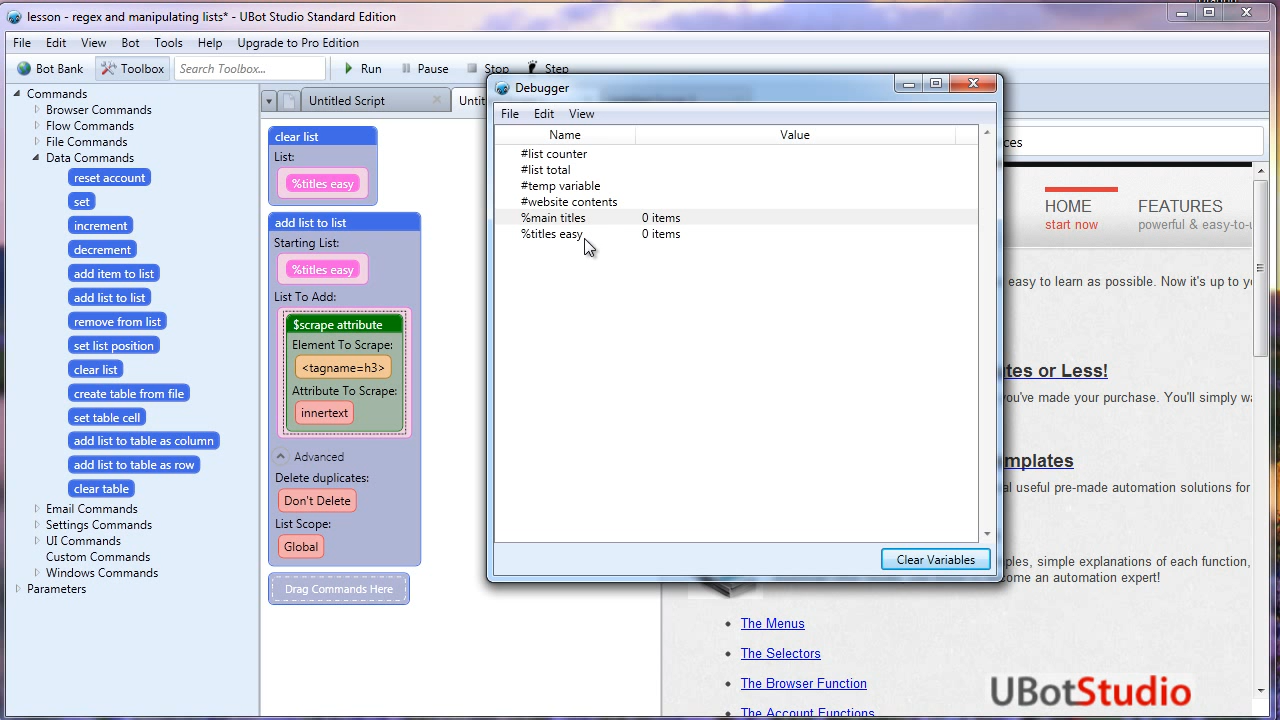 lesson - regex and manipulating lists* - UBot Studio Standard Edition
File Edit View Bot Tools Help Upgrade to Pro Edition
Bot Bank Toolbox Search Toolbox... Run Pause Stop Step
Commands
Browser Commands
Flow Commands
File Commands
Data Commands
reset account
set
increment
decrement
add item to list
add list to list
remove from list
set list position
clear list
create table from file
set table cell
add list to table as column
add list to table as row
clear table
Email Commands
Settings Commands
UI Commands
Custom Commands
Windows Commands
Parameters
Untitled Script
clear list
List:
%titles easy
add list to list
Starting List:
%titles easy
List To Add:
$scrape attribute
Element To Scrape:
<tagname=h3>
Attribute To Scrape:
innertext
Advanced
Delete duplicates:
Don't Delete
List Scope:
Global
Drag Commands Here
Debugger
File Edit View
Name Value
#list counter
#list total
#temp variable
#website contents
%main titles 0 items
%titles easy 0 items
Clear Variables
HOME FEATURES
start now powerful & easy-to-u
easy to learn as possible. Now it's up to yo
tes or Less!
you've made your purchase. You'll simply wa
mplates
al useful pre-made automation solutions for
ples, simple explanations of each function,
ome an automation expert!
The Menus
The Selectors
The Browser Function
The Account Functions
UBotStudio